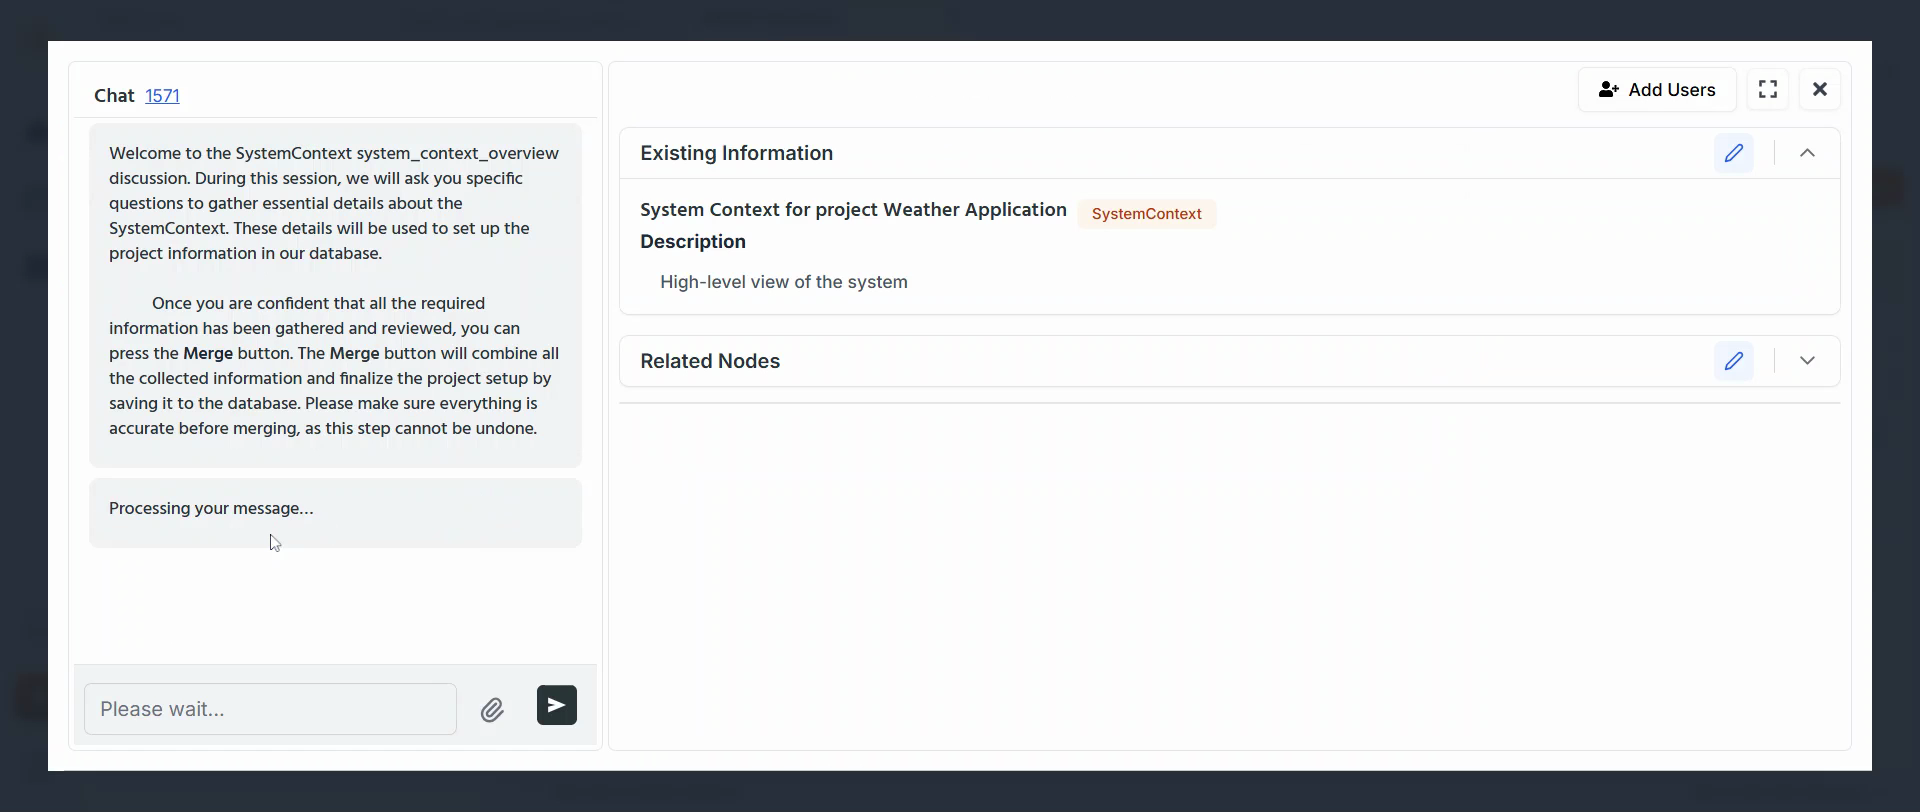 Chat 1571
Welcome to the SystemContext system_context_overview
discussion. During this session, we will ask you specific
questions to gather essential details about the
SystemContext. These details will be used to set up the
project information in our database.
Once you are confident that all the required
information has been gathered and reviewed, you can
press the Merge button. The Merge button will combine all
the collected information and finalize the project setup by
saving it to the database. Please make sure everything is
accurate before merging, as this step cannot be undone.
Processing your message...
Please wait...
Add Users
Existing Information
System Context for project Weather Application SystemContext
Description
High-level view of the system
Related Nodes